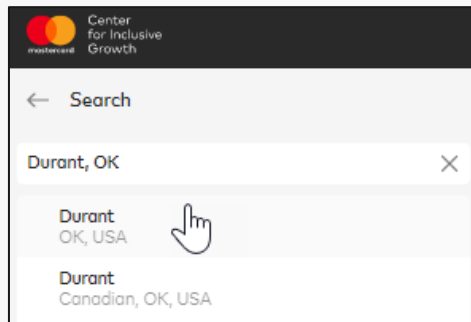 Center
for Inclusive
Growth
mastercard
← Search
Durant, OK
Durant
OK, USA
Durant
Canadian, OK, USA